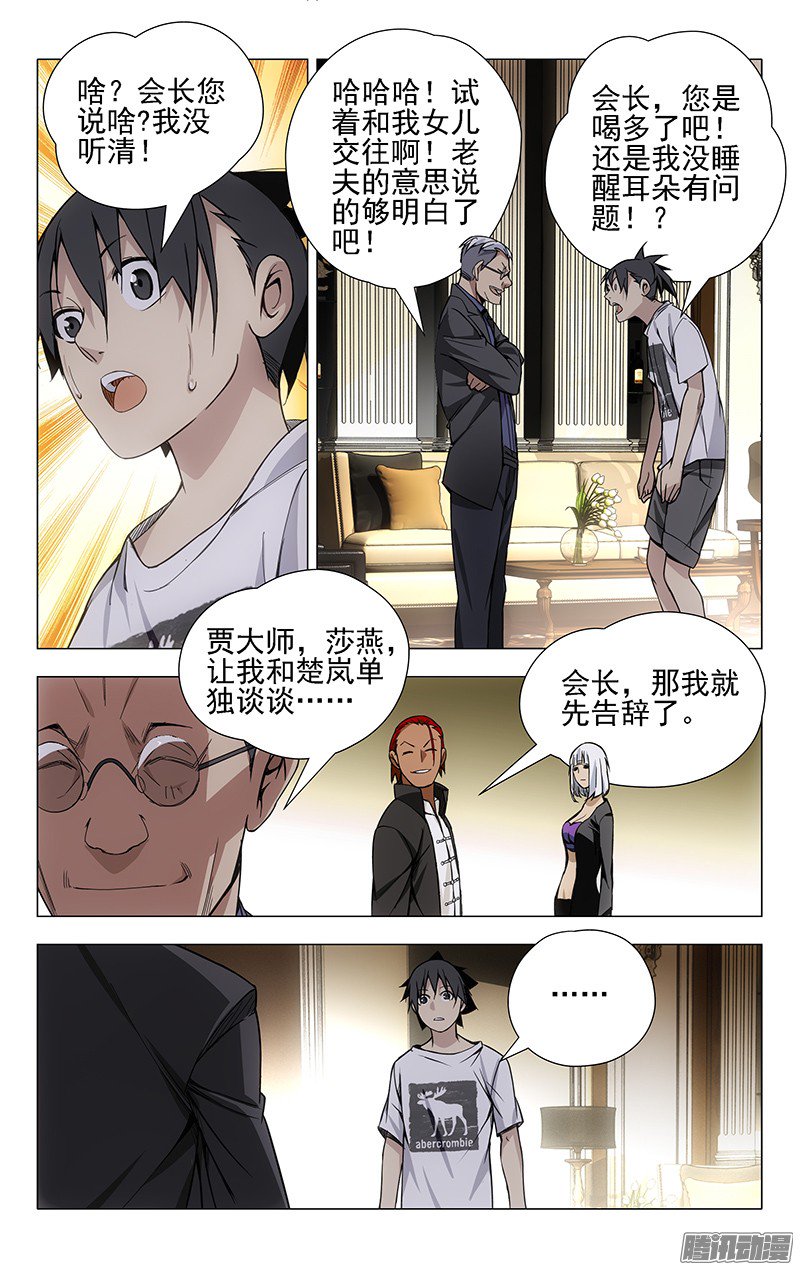 啥？会长您
说啥?我没
听清！
哈哈哈！试
着和我女儿
交往啊！老
夫的意思说
的够明白了
吧！
会长，您是
喝多了吧！
还是我没睡
醒耳朵有问
题！？
贾大师，莎燕，
让我和楚岚单
独谈谈……
会长，那我就
先告辞了。
……
abercrombie
腾讯动漫